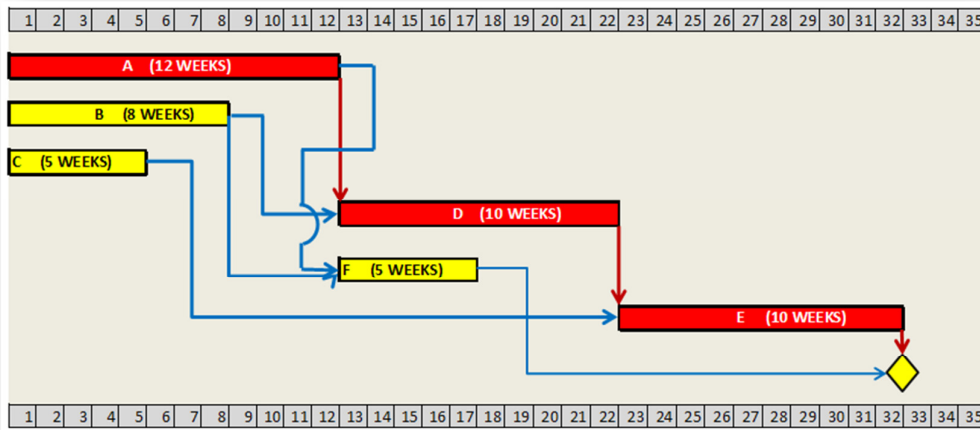 1 2 3 4 5 6 7 8 9 10 11 12 13 14 15 16 17 18 19 20 21 22 23 24 25 26 27 28 29 30 31 32 33 34 35
A (12 WEEKS)
B (8 WEEKS)
C (5 WEEKS)
D (10 WEEKS)
F (5 WEEKS)
E (10 WEEKS)
1 2 3 4 5 6 7 8 9 10 11 12 13 14 15 16 17 18 19 20 21 22 23 24 25 26 27 28 29 30 31 32 33 34 35